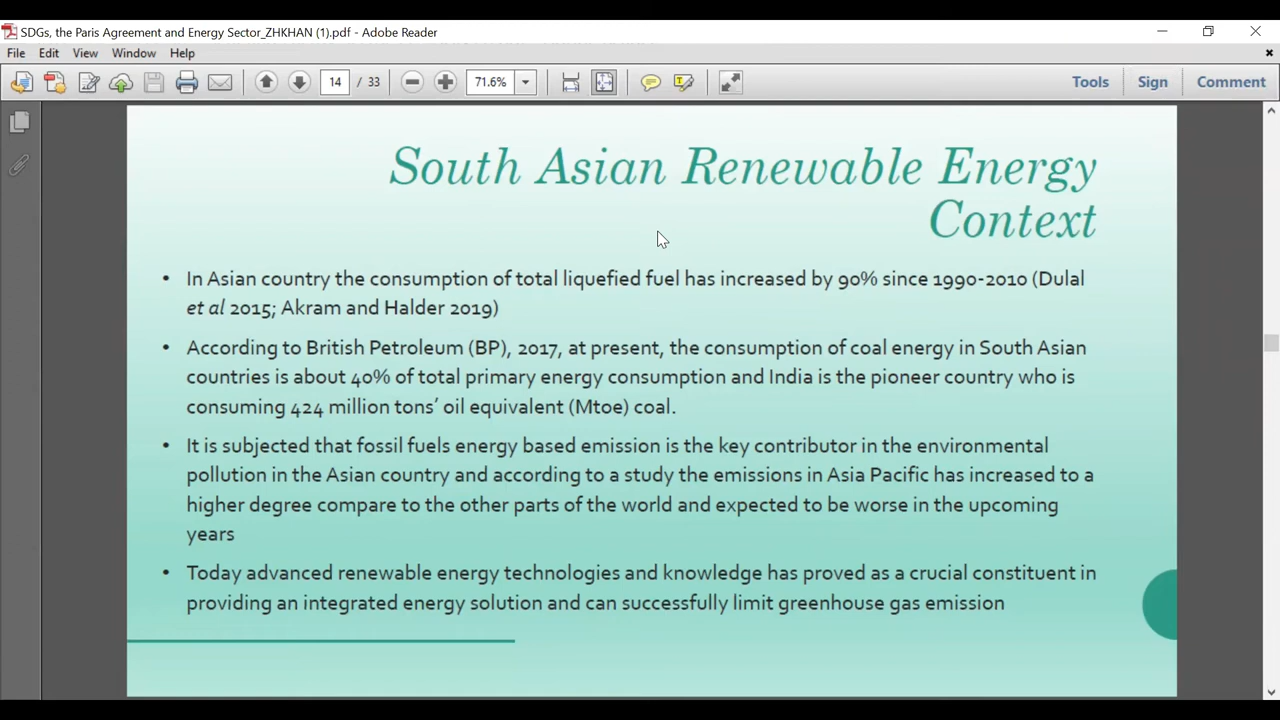 SDGs, the Paris Agreement and Energy Sector_ZHKHAN (1).pdf - Adobe Reader
File Edit View Window Help
14 / 33 71.6% Tools Sign Comment
South Asian Renewable Energy
Context
• In Asian country the consumption of total liquefied fuel has increased by 90% since 1990-2010 (Dulal
et al 2015; Akram and Halder 2019)
• According to British Petroleum (BP), 2017, at present, the consumption of coal energy in South Asian
countries is about 40% of total primary energy consumption and India is the pioneer country who is
consuming 424 million tons’ oil equivalent (Mtoe) coal.
• It is subjected that fossil fuels energy based emission is the key contributor in the environmental
pollution in the Asian country and according to a study the emissions in Asia Pacific has increased to a
higher degree compare to the other parts of the world and expected to be worse in the upcoming
years
• Today advanced renewable energy technologies and knowledge has proved as a crucial constituent in
providing an integrated energy solution and can successfully limit greenhouse gas emission